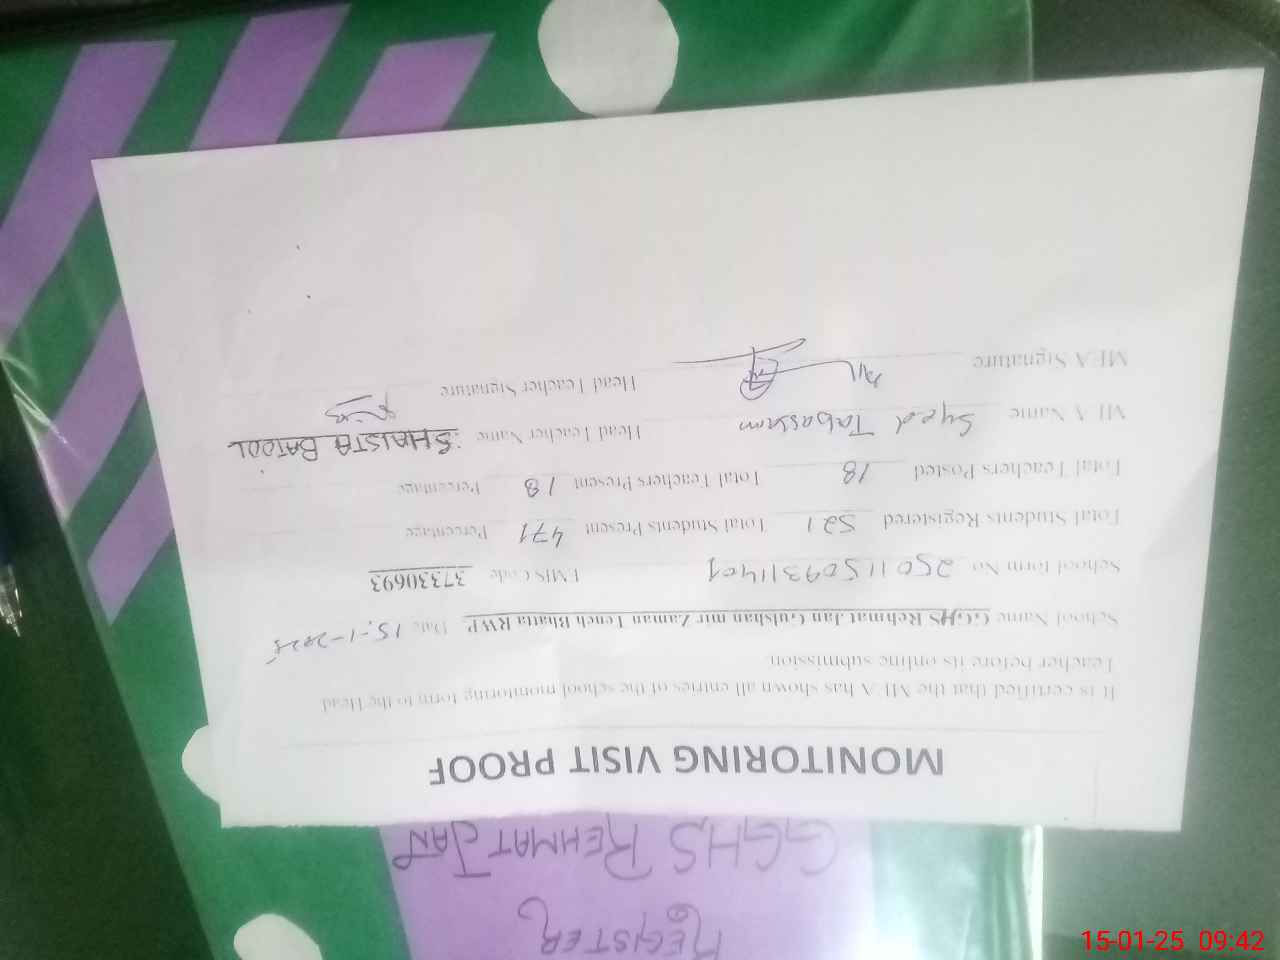 REGISTER
GGHS REHMAT JAN
MONITORING VISIT PROOF
It is certified that the MEA has shown all entries of the school monitoring form to the Head
Teacher before its online submission
School Name GGHS Rehmat Jan Gulshan mir Zaman Tench Bhatta RWP Date 15-1-2025
School form No 25011509311401 EMIS Code 37330693
Total Students Registered 521 Total Students Present 471 Percentage
Total Teachers Posted 18 Total Teachers Present 18 Percentage
MEA Name Syed Tabassum Head Teacher Name SHAISTA BATOOL
MEA Signature Head Teacher Signature
15-01-25 09:42